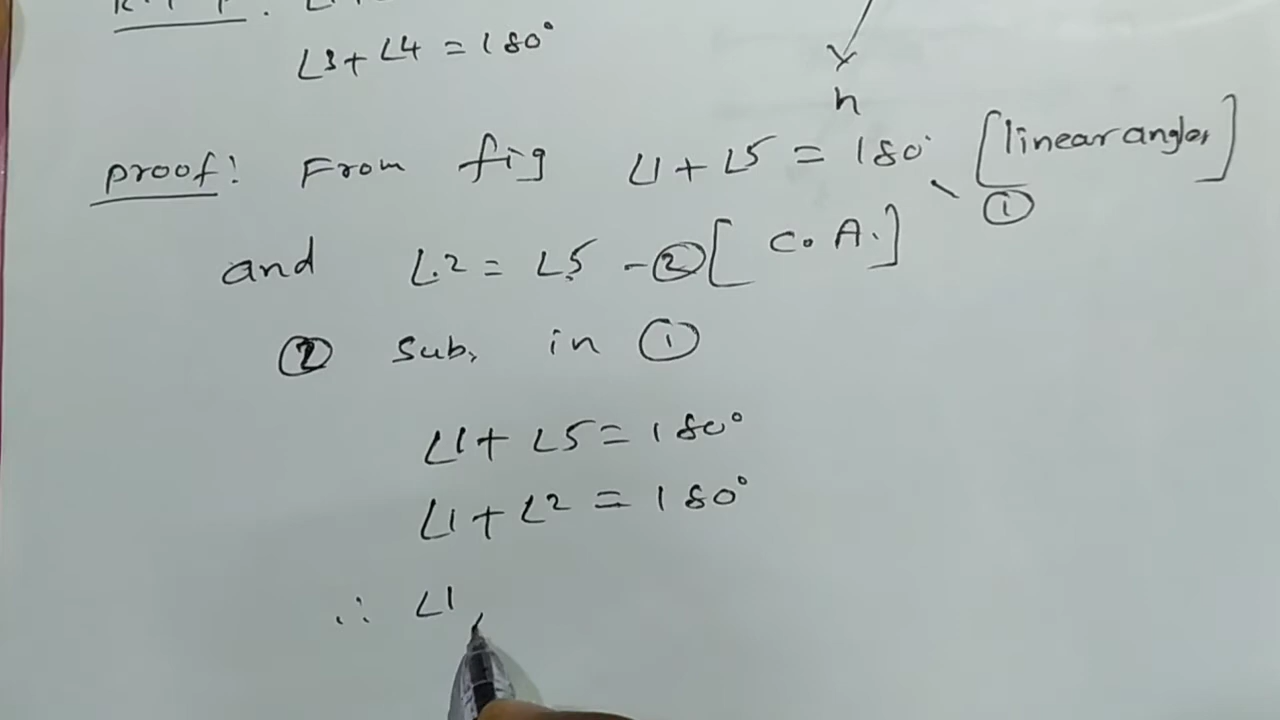 ∠3 + ∠4 = 180°
n
proof: From fig ∠1 + ∠5 = 180° [linear angles]
①
and ∠2 = ∠5 - ② [C.A.]
② Sub, in ①
∠1 + ∠5 = 180°
∠1 + ∠2 = 180°
∴ ∠1,